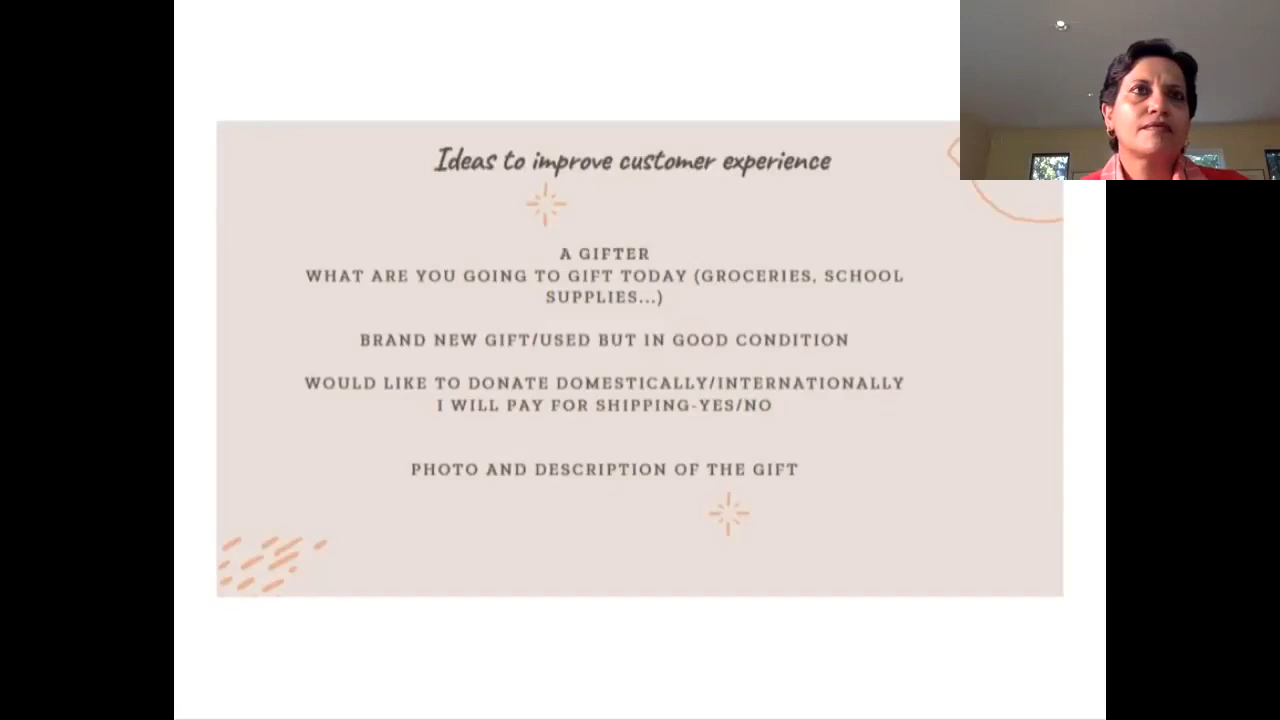 Ideas to improve customer experience
A GIFTER
WHAT ARE YOU GOING TO GIFT TODAY (GROCERIES, SCHOOL
SUPPLIES...)
BRAND NEW GIFT/USED BUT IN GOOD CONDITION
WOULD LIKE TO DONATE DOMESTICALLY/INTERNATIONALLY
I WILL PAY FOR SHIPPING-YES/NO
PHOTO AND DESCRIPTION OF THE GIFT